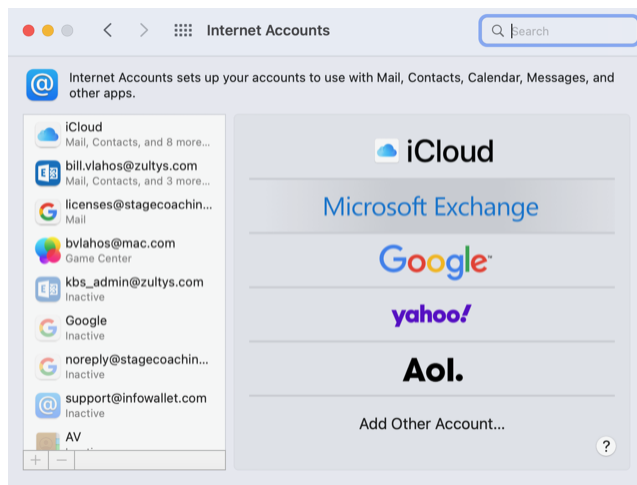 Internet Accounts
Search
Internet Accounts sets up your accounts to use with Mail, Contacts, Calendar, Messages, and
other apps.
iCloud
Mail, Contacts, and 8 more...
bill.vlahos@zultys.com
Mail, Contacts, and 3 more...
licenses@stagecoachin...
Mail
bvlahos@mac.com
Game Center
kbs_admin@zultys.com
Inactive
Google
Inactive
noreply@stagecoachin...
Inactive
support@infowallet.com
Inactive
AV
iCloud
Microsoft Exchange
Google
yahoo!
Aol.
Add Other Account...
?